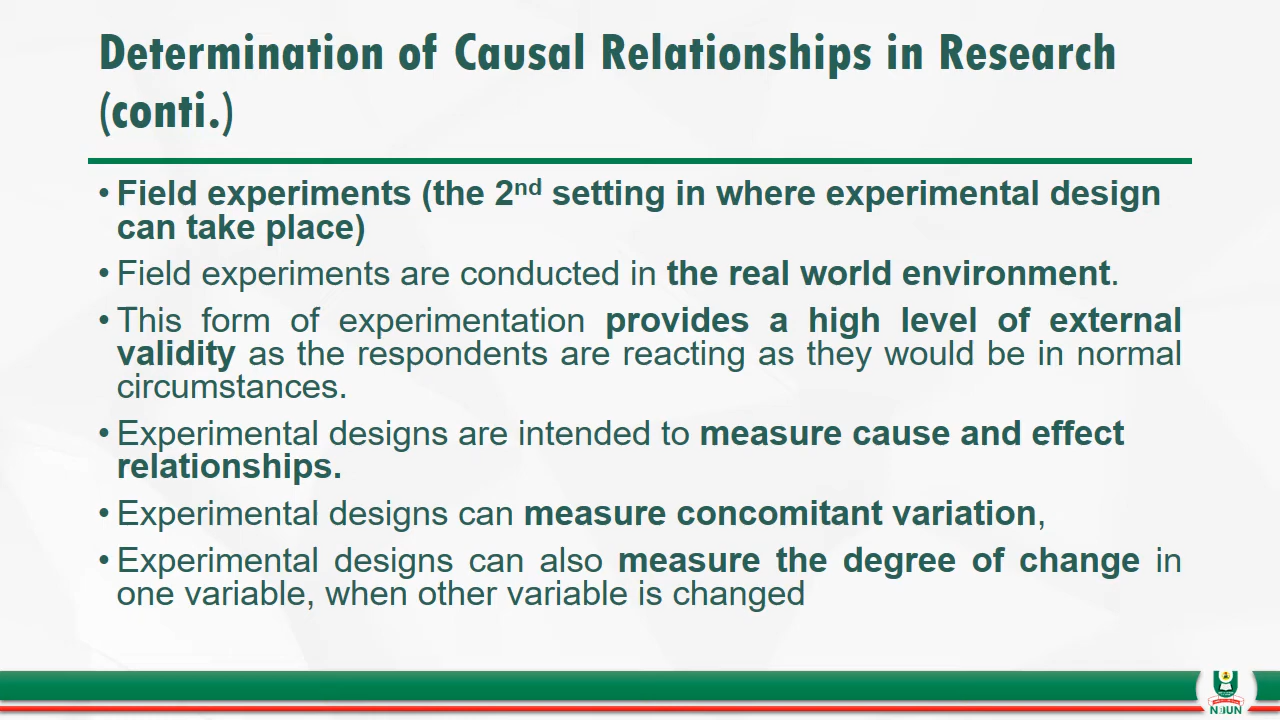 Determination of Causal Relationships in Research
(conti.)
• Field experiments (the 2nd setting in where experimental design
can take place)
• Field experiments are conducted in the real world environment.
• This form of experimentation provides a high level of external
validity as the respondents are reacting as they would be in normal
circumstances.
• Experimental designs are intended to measure cause and effect
relationships.
• Experimental designs can measure concomitant variation,
• Experimental designs can also measure the degree of change in
one variable, when other variable is changed